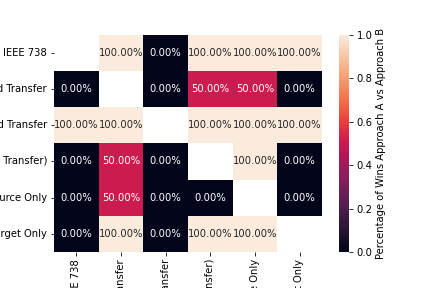 IEEE 738 100.00% 0.00% 100.00% 100.00% 100.00%
d Transfer 0.00% 0.00% 50.00% 50.00% 0.00%
d Transfer 100.00% 100.00% 100.00% 100.00% 100.00%
Transfer) 0.00% 50.00% 0.00% 100.00% 0.00%
urce Only 0.00% 50.00% 0.00% 0.00% 0.00%
rget Only 0.00% 100.00% 0.00% 100.00% 100.00%
E 738
ansfer
ansfer
ansfer)
e Only
t Only
1.0
0.8
0.6
0.4
0.2
0.0
Percentage of Wins Approach A vs Approach B